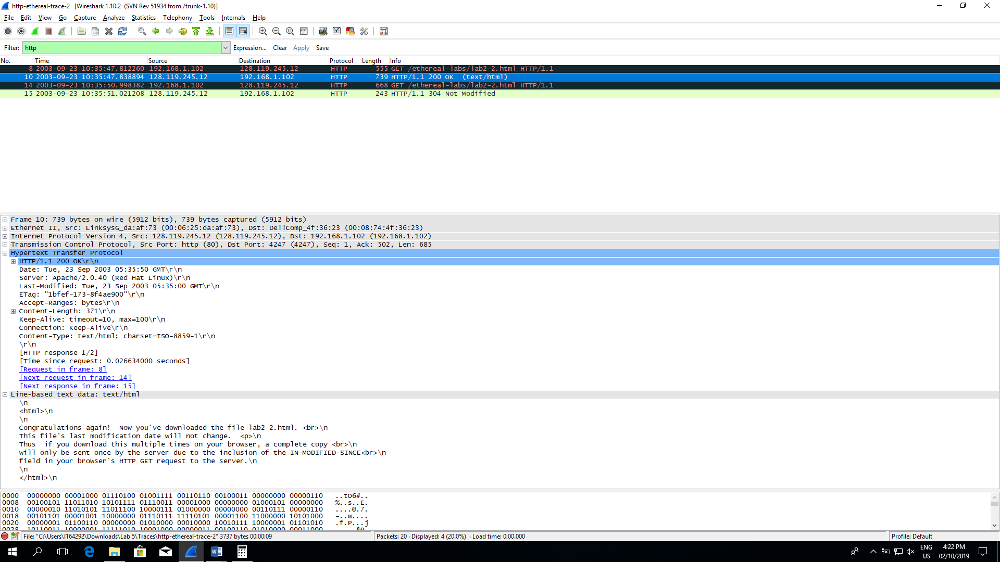 http-ethereal-trace-2 [Wireshark 1.10.2 (SVN Rev 51934 from /trunk-1.10)]
File Edit View Go Capture Analyze Statistics Telephony Tools Internals Help
Filter: http Expression... Clear Apply Save
No. Time Source Destination Protocol Length Info
8 2003-09-23 10:35:47.812260 192.168.1.102 128.119.245.12 HTTP 555 GET /ethereal-labs/lab2-2.html HTTP/1.1
10 2003-09-23 10:35:47.838894 128.119.245.12 192.168.1.102 HTTP 739 HTTP/1.1 200 OK (text/html)
14 2003-09-23 10:35:50.998382 192.168.1.102 128.119.245.12 HTTP 668 GET /ethereal-labs/lab2-2.html HTTP/1.1
15 2003-09-23 10:35:51.021208 128.119.245.12 192.168.1.102 HTTP 243 HTTP/1.1 304 Not Modified
Frame 10: 739 bytes on wire (5912 bits), 739 bytes captured (5912 bits)
Ethernet II, Src: LinksysG_da:af:73 (00:06:25:da:af:73), Dst: DellComp_4f:36:23 (00:08:74:4f:36:23)
Internet Protocol Version 4, Src: 128.119.245.12 (128.119.245.12), Dst: 192.168.1.102 (192.168.1.102)
Transmission Control Protocol, Src Port: http (80), Dst Port: 4247 (4247), Seq: 1, Ack: 502, Len: 685
Hypertext Transfer Protocol
HTTP/1.1 200 OK\r\n
Date: Tue, 23 Sep 2003 05:35:50 GMT\r\n
Server: Apache/2.0.40 (Red Hat Linux)\r\n
Last-Modified: Tue, 23 Sep 2003 05:35:00 GMT\r\n
ETag: "1bfef-173-8f4ae900"\r\n
Accept-Ranges: bytes\r\n
Content-Length: 371\r\n
Keep-Alive: timeout=10, max=100\r\n
Connection: Keep-Alive\r\n
Content-Type: text/html; charset=ISO-8859-1\r\n
\r\n
[HTTP response 1/2]
[Time since request: 0.026634000 seconds]
[Request in frame: 8]
[Next request in frame: 14]
[Next response in frame: 15]
Line-based text data: text/html
\n
<html>\n
\n
Congratulations again!  Now you've downloaded the file lab2-2.html. <br>\n
This file's last modification date will not change.  <p>\n
Thus  if you download this multiple times on your browser, a complete copy <br>\n
will only be sent once by the server due to the inclusion of the IN-MODIFIED-SINCE<br>\n
field in your browser's HTTP GET request to the server.\n
\n
</html>\n
0000 00000000 00001000 01110100 01001111 00110110 00100011 00000000 00000110 ..tO6#..
0008 00100101 11011010 10101111 01110011 00001000 00000000 01000101 00000000 %..s..E.
0010 00000010 11010101 11011100 10000111 01000000 00000000 00110111 00000110 ....@.7.
0018 00101101 00001001 10000000 01110111 11110101 00001100 11000000 10101000 -..w....
0020 00000001 01100110 00000000 01010000 00010000 10010111 10000001 01101010 .f.P...j
File: "C:\Users\I164292\Downloads\Lab 5\Traces\http-ethereal-trace-2" 3737 bytes 00:00:09 Packets: 20 · Displayed: 4 (20.0%) · Load time: 0:00.000 Profile: Default
ENG 4:22 PM
US 02/10/2019